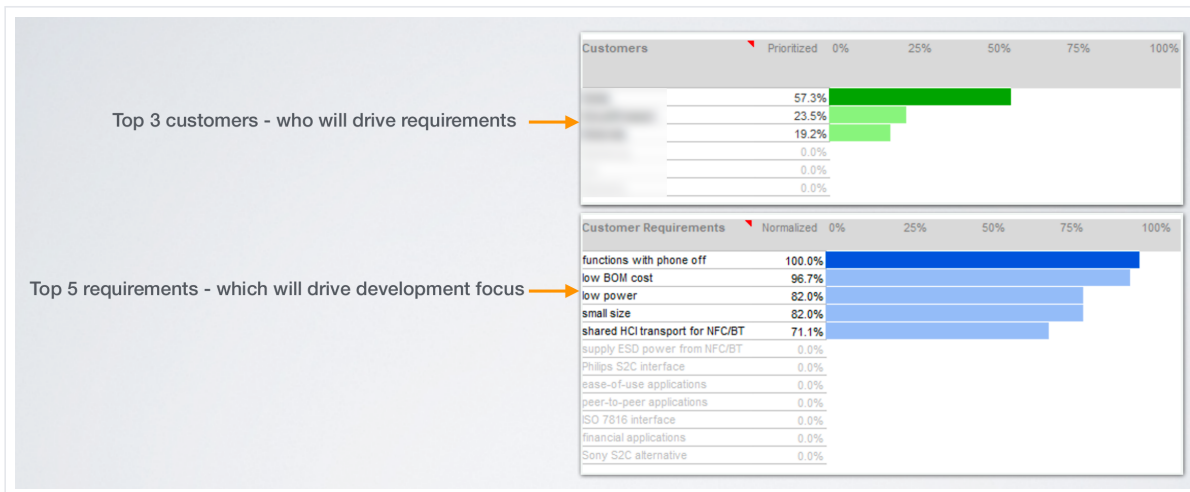 Customers Prioritized 0% 25% 50% 75% 100%
Top 3 customers - who will drive requirements
57.3%
23.5%
19.2%
0.0%
0.0%
0.0%
Customer Requirements Normalized 0% 25% 50% 75% 100%
Top 5 requirements - which will drive development focus
functions with phone off 100.0%
low BOM cost 96.7%
low power 82.0%
small size 82.0%
shared HCI transport for NFC/BT 71.1%
supply ESD power from NFC/BT 0.0%
Philips S2C interface 0.0%
ease-of-use applications 0.0%
peer-to-peer applications 0.0%
ISO 7816 interface 0.0%
financial applications 0.0%
Sony S2C alternative 0.0%